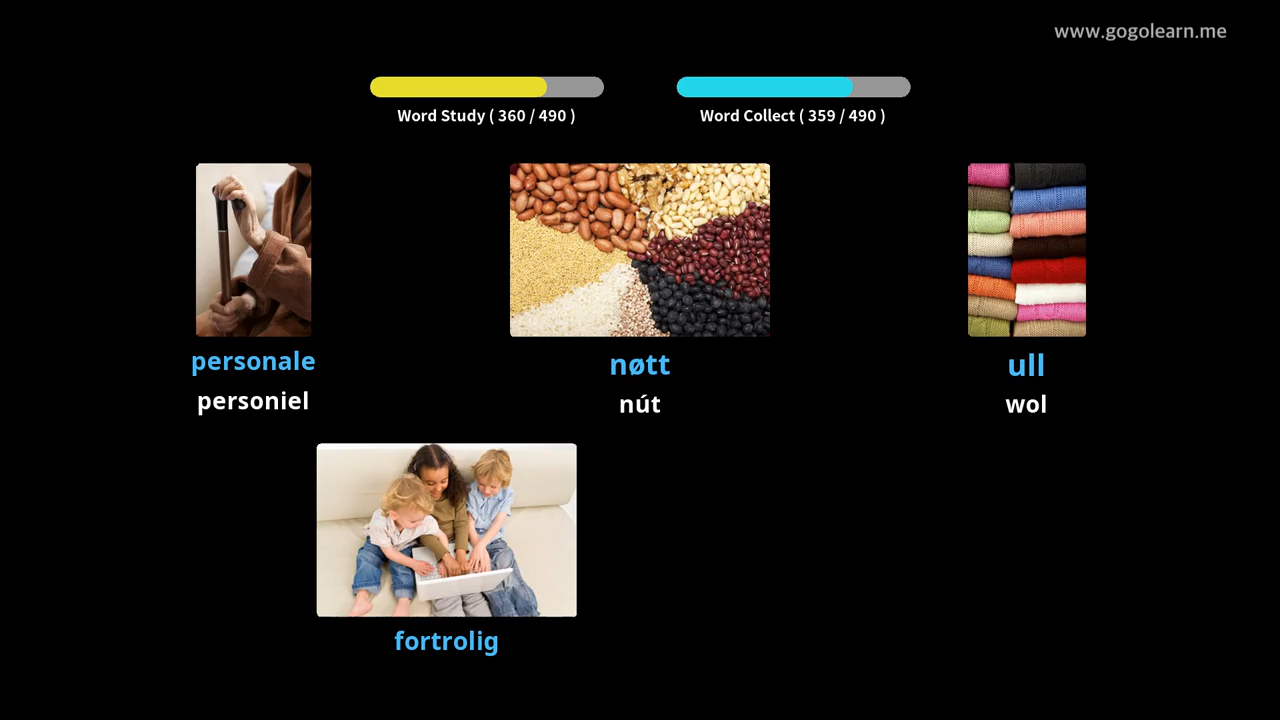 www.gogolearn.me
Word Study ( 360 / 490 )
Word Collect ( 359 / 490 )
personale
personiel
nøtt
nút
ull
wol
fortrolig